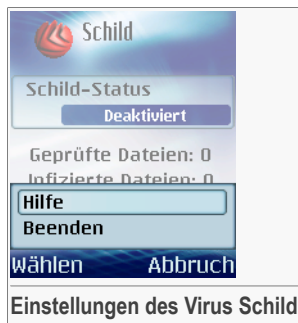 Schild
Schild-Status
Deaktiviert
Geprüfte Dateien: 0
Infizierte Dateien: 0
Hilfe
Beenden
Wählen Abbruch
Einstellungen des Virus Schild